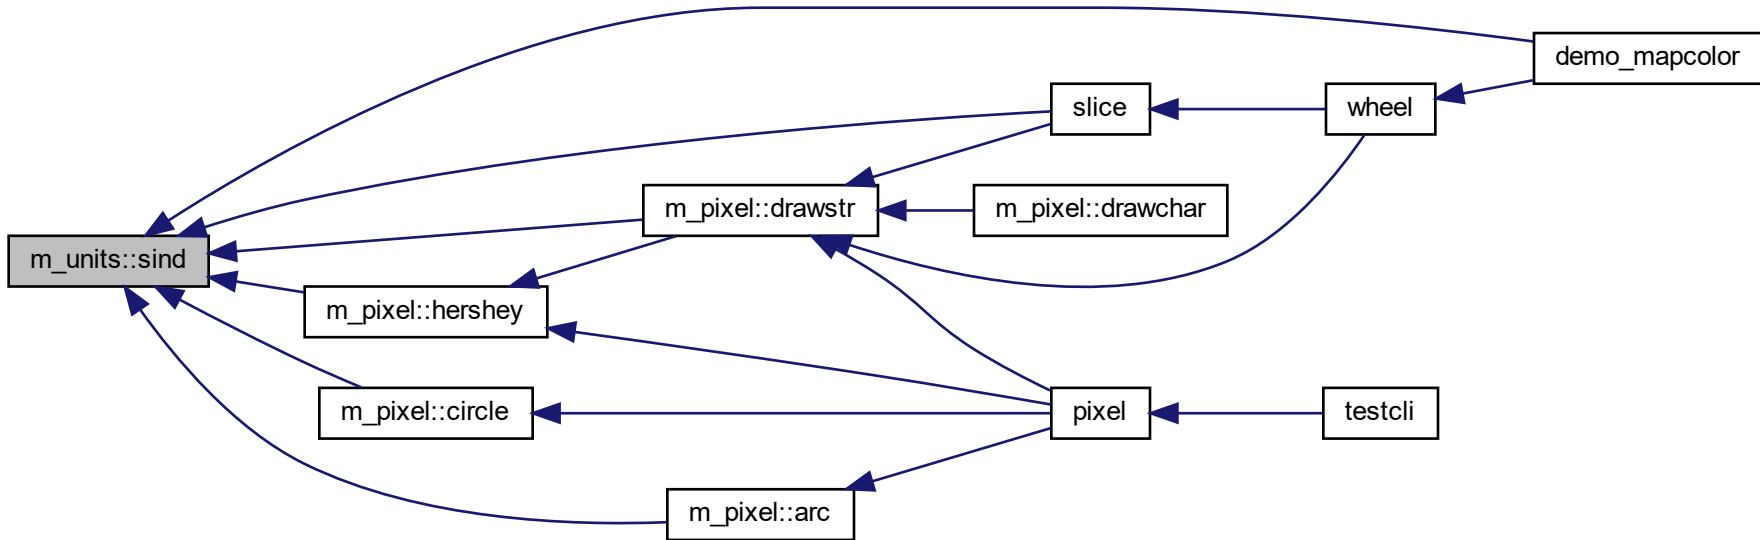 demo_mapcolor
slice
wheel
m_pixel::drawstr
m_pixel::drawchar
m_units::sind
m_pixel::hershey
m_pixel::circle
pixel
testcli
m_pixel::arc